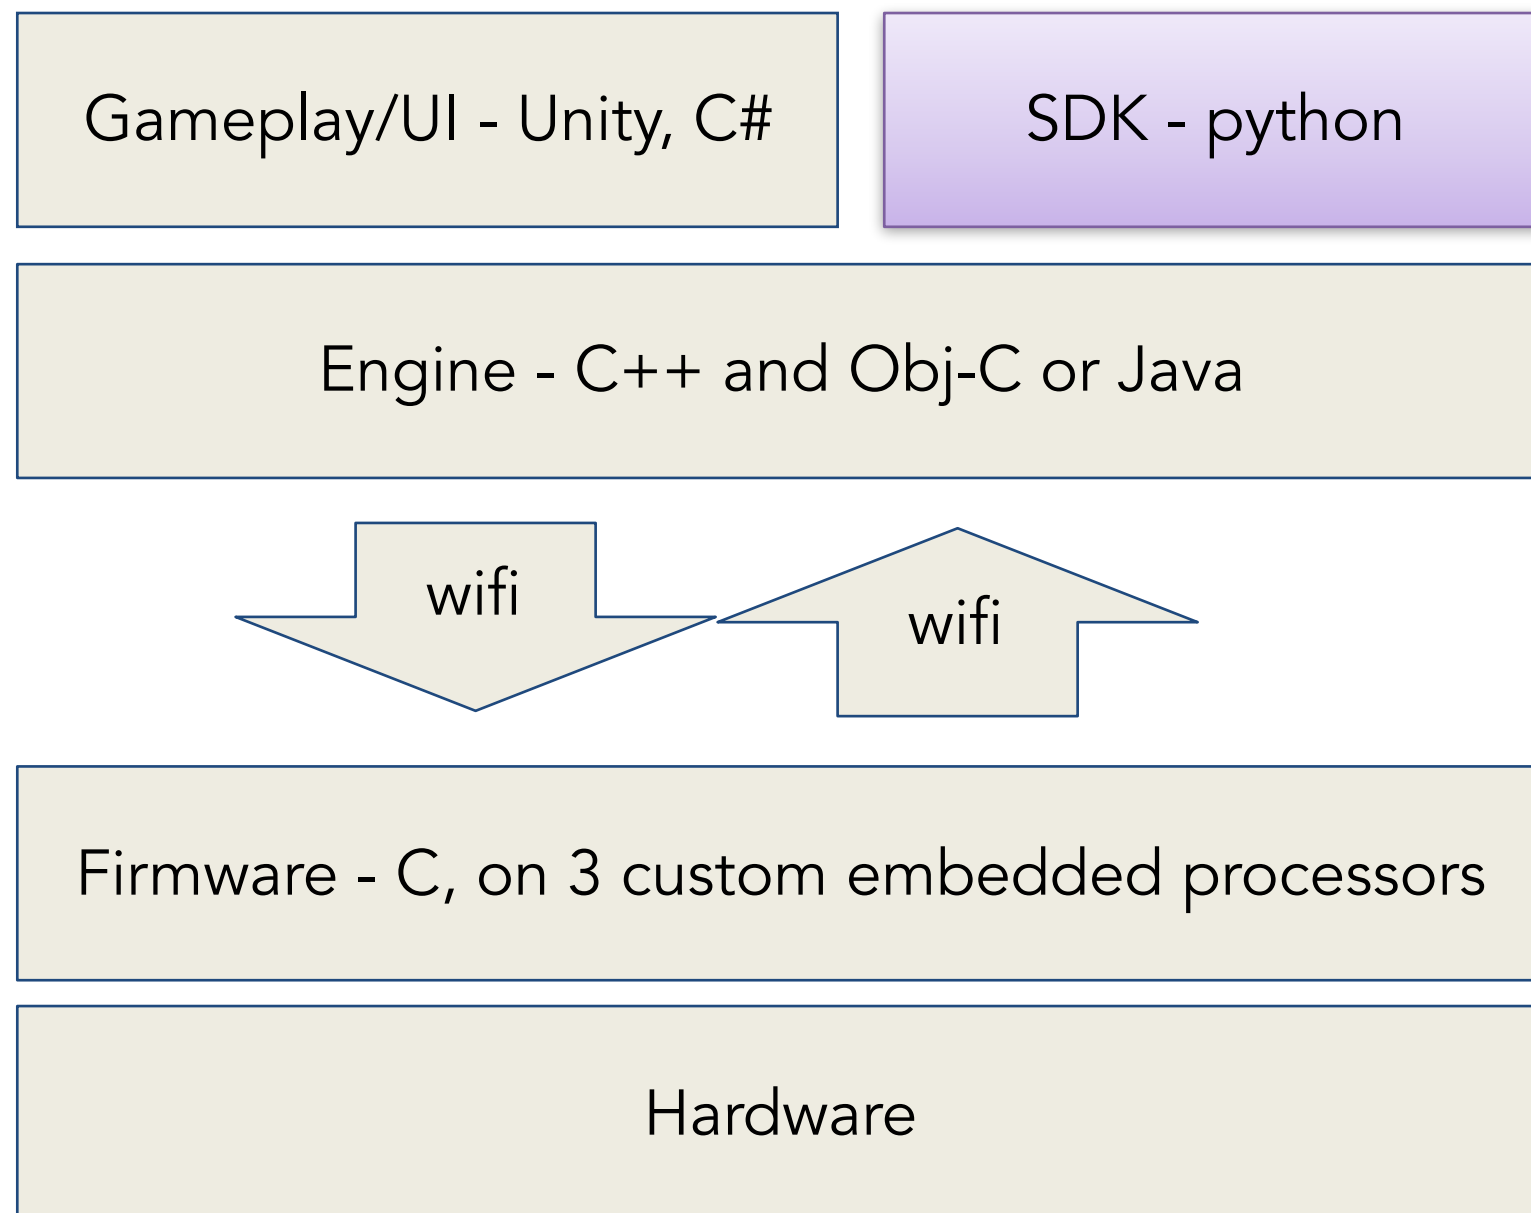 Gameplay/UI - Unity, C#
SDK - python
Engine - C++ and Obj-C or Java
wifi
wifi
Firmware - C, on 3 custom embedded processors
Hardware